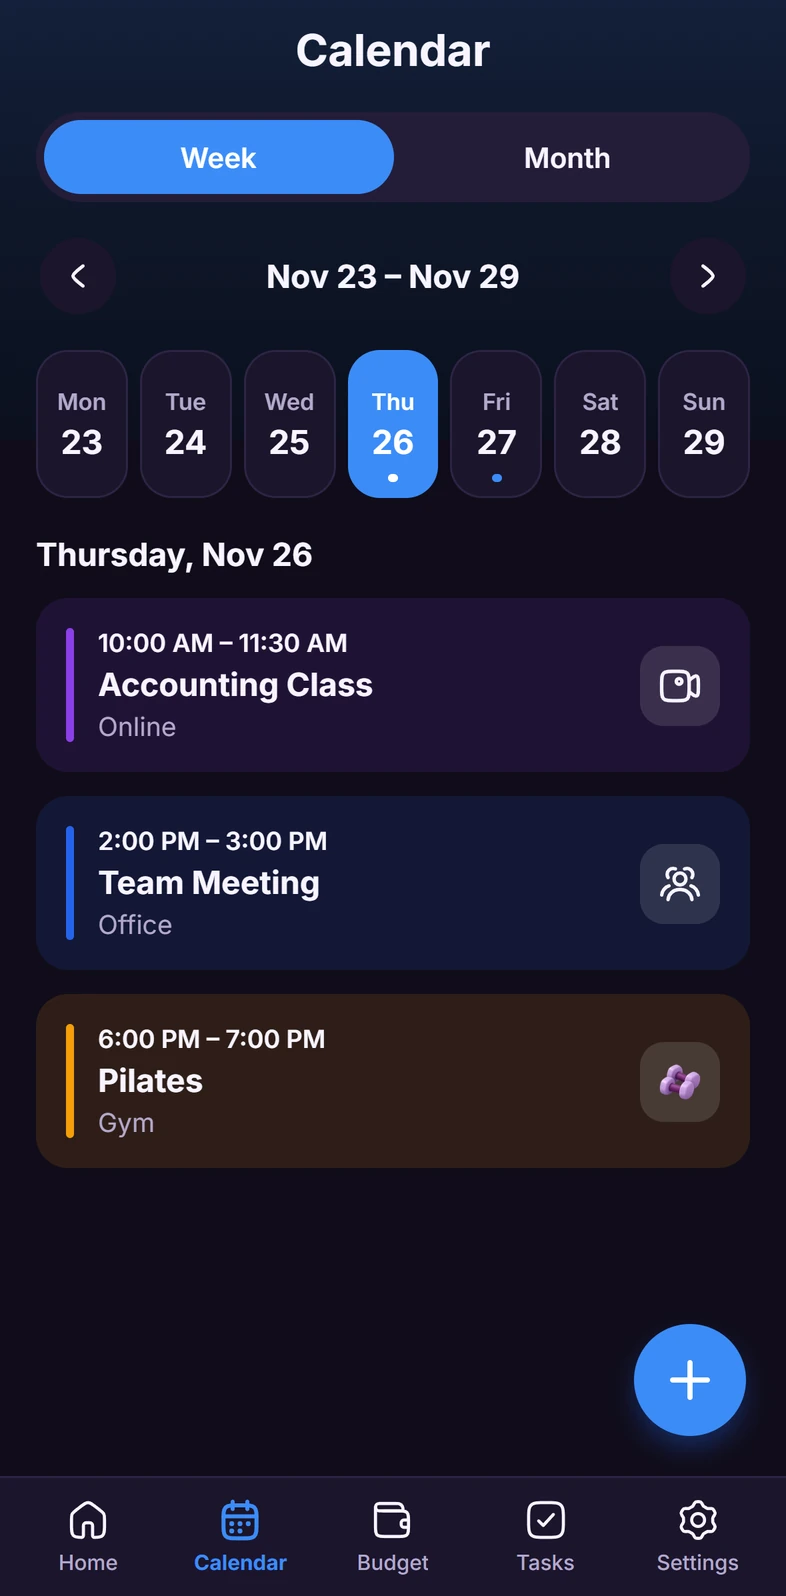 Calendar
Week Month
Nov 23 – Nov 29
Mon Tue Wed Thu Fri Sat Sun
23 24 25 26 27 28 29
Thursday, Nov 26
10:00 AM – 11:30 AM
Accounting Class
Online
2:00 PM – 3:00 PM
Team Meeting
Office
6:00 PM – 7:00 PM
Pilates
Gym
Home Calendar Budget Tasks Settings